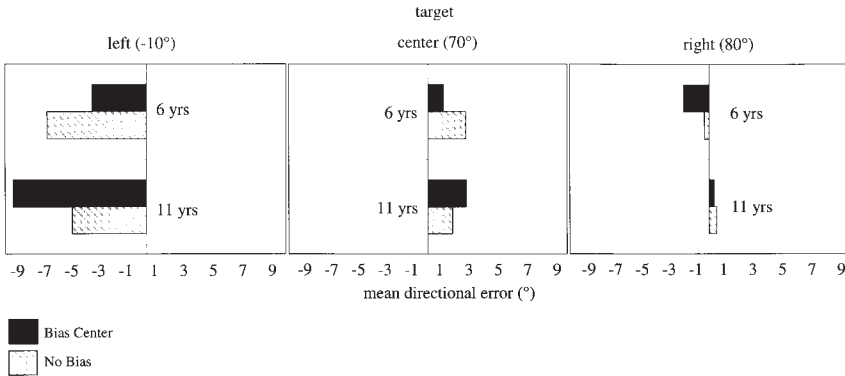 target
left (-10°) center (70°) right (80°)
6 yrs 6 yrs 6 yrs
11 yrs 11 yrs 11 yrs
-9 -7 -5 -3 -1 1 3 5 7 9 -9 -7 -5 -3 -1 1 3 5 7 9 -9 -7 -5 -3 -1 1 3 5 7 9
mean directional error (°)
Bias Center
No Bias